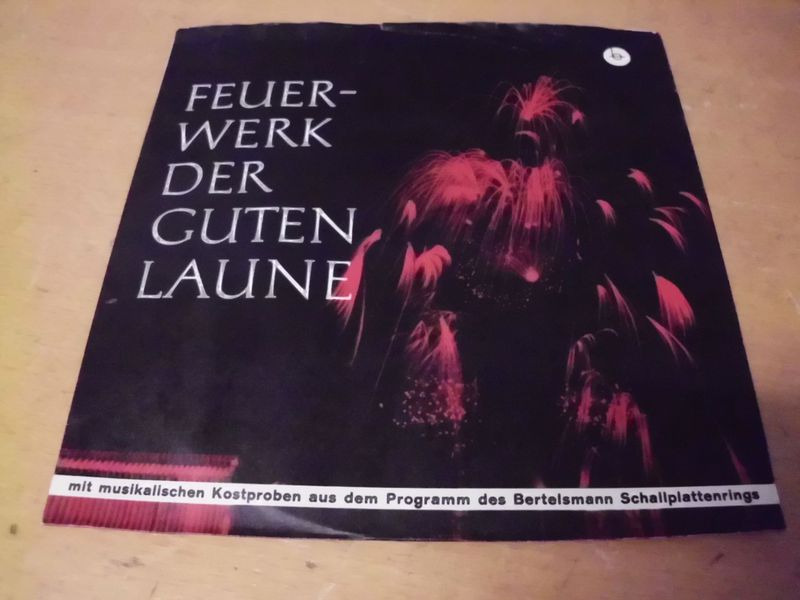 FEUER-
WERK
DER
GUTEN
LAUNE
mit musikalischen Kostproben aus dem Programm des Bertelsmann Schallplattenrings